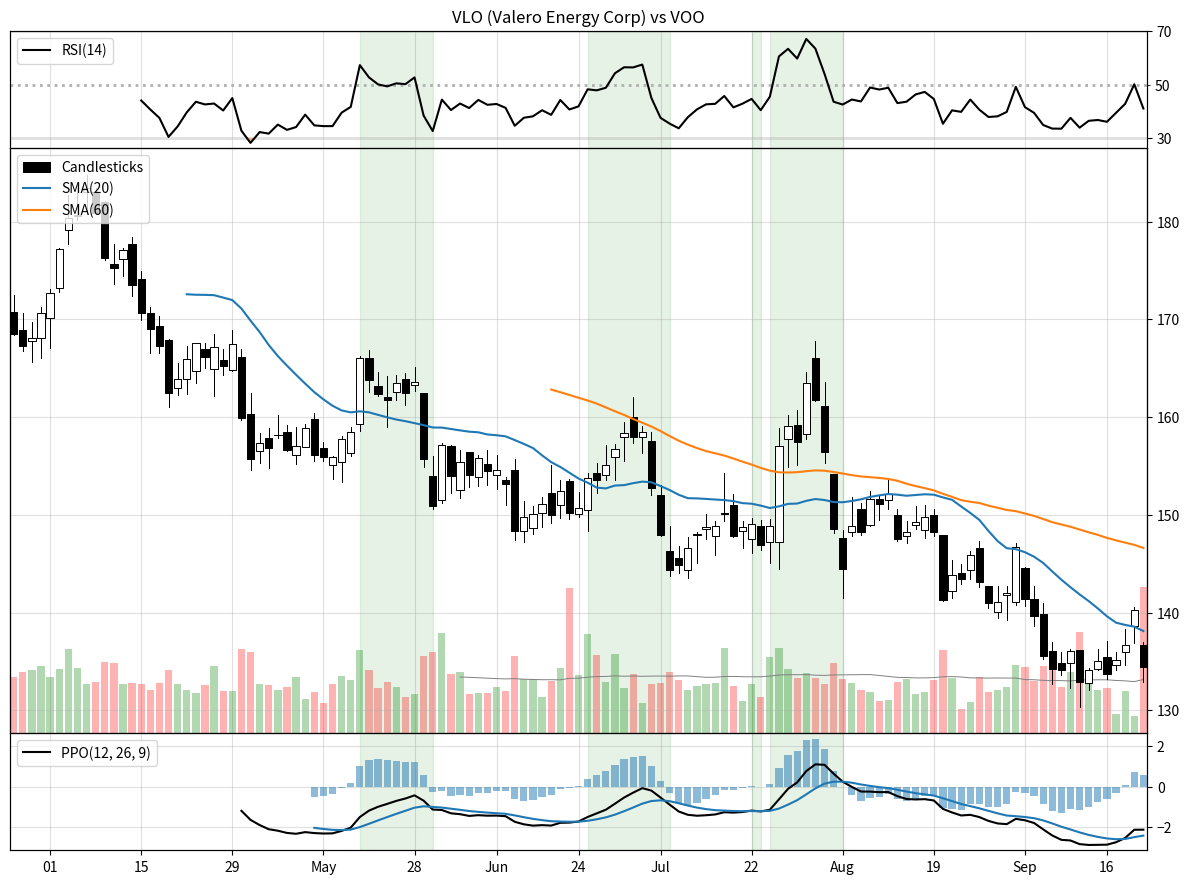 VLO (Valero Energy Corp) vs VOO
RSI(14)
70
50
30
Candlesticks
SMA(20)
SMA(60)
180
170
160
150
140
130
PPO(12, 26, 9)
2
0
−2
01 15 29 May 28 Jun 24 Jul 22 Aug 19 Sep 16